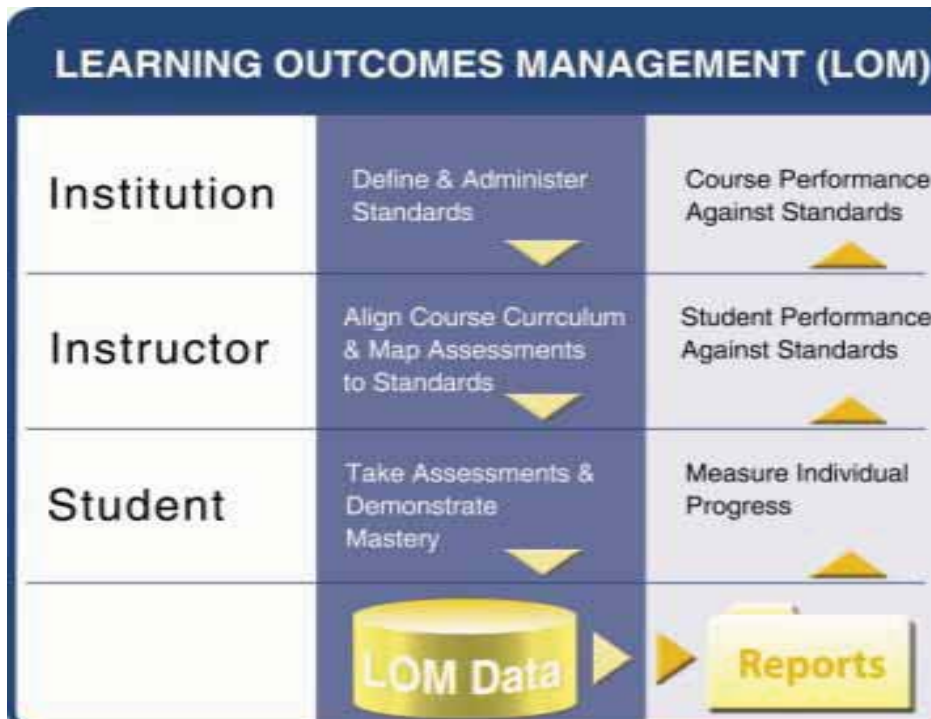 LEARNING OUTCOMES MANAGEMENT (LOM)
Institution
Define & Administer
Standards
Course Performance
Against Standards
Instructor
Align Course Currculum
& Map Assessments
to Standards
Student Performance
Against Standards
Student
Take Assessments &
Demonstrate
Mastery
Measure Individual
Progress
LOM Data
Reports